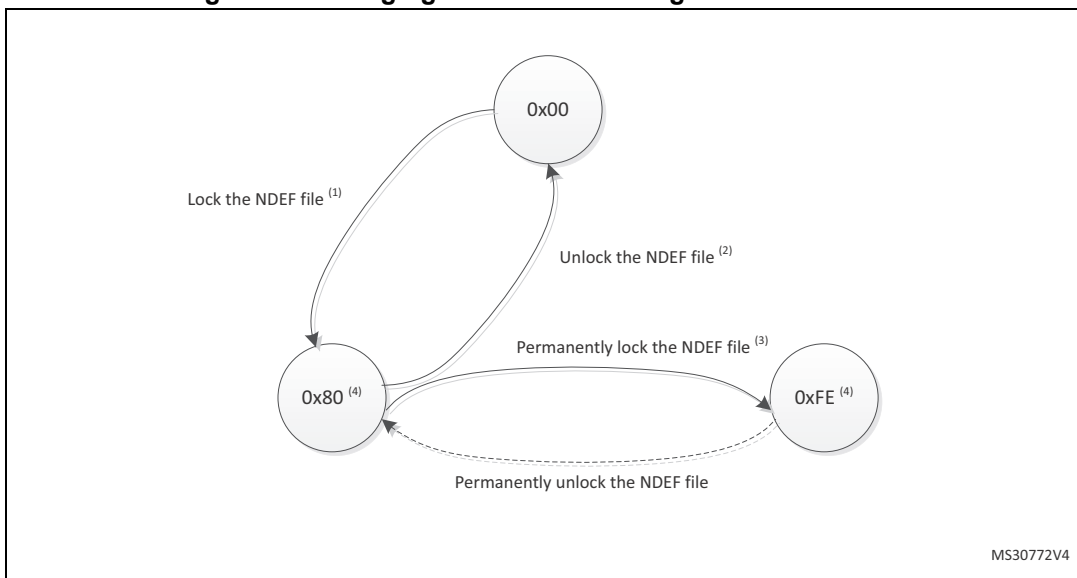 0x00
Lock the NDEF file (1)
Unlock the NDEF file (2)
Permanently lock the NDEF file (3)
0x80 (4)
0xFE (4)
Permanently unlock the NDEF file
MS30772V4